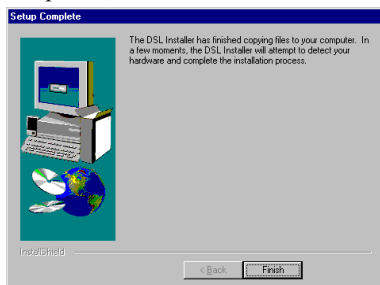 Setup Complete
The DSL Installer has finished copying files to your computer. In
a few moments, the DSL Installer will attempt to detect your
hardware and complete the installation process.
InstallShield
< Back
Finish